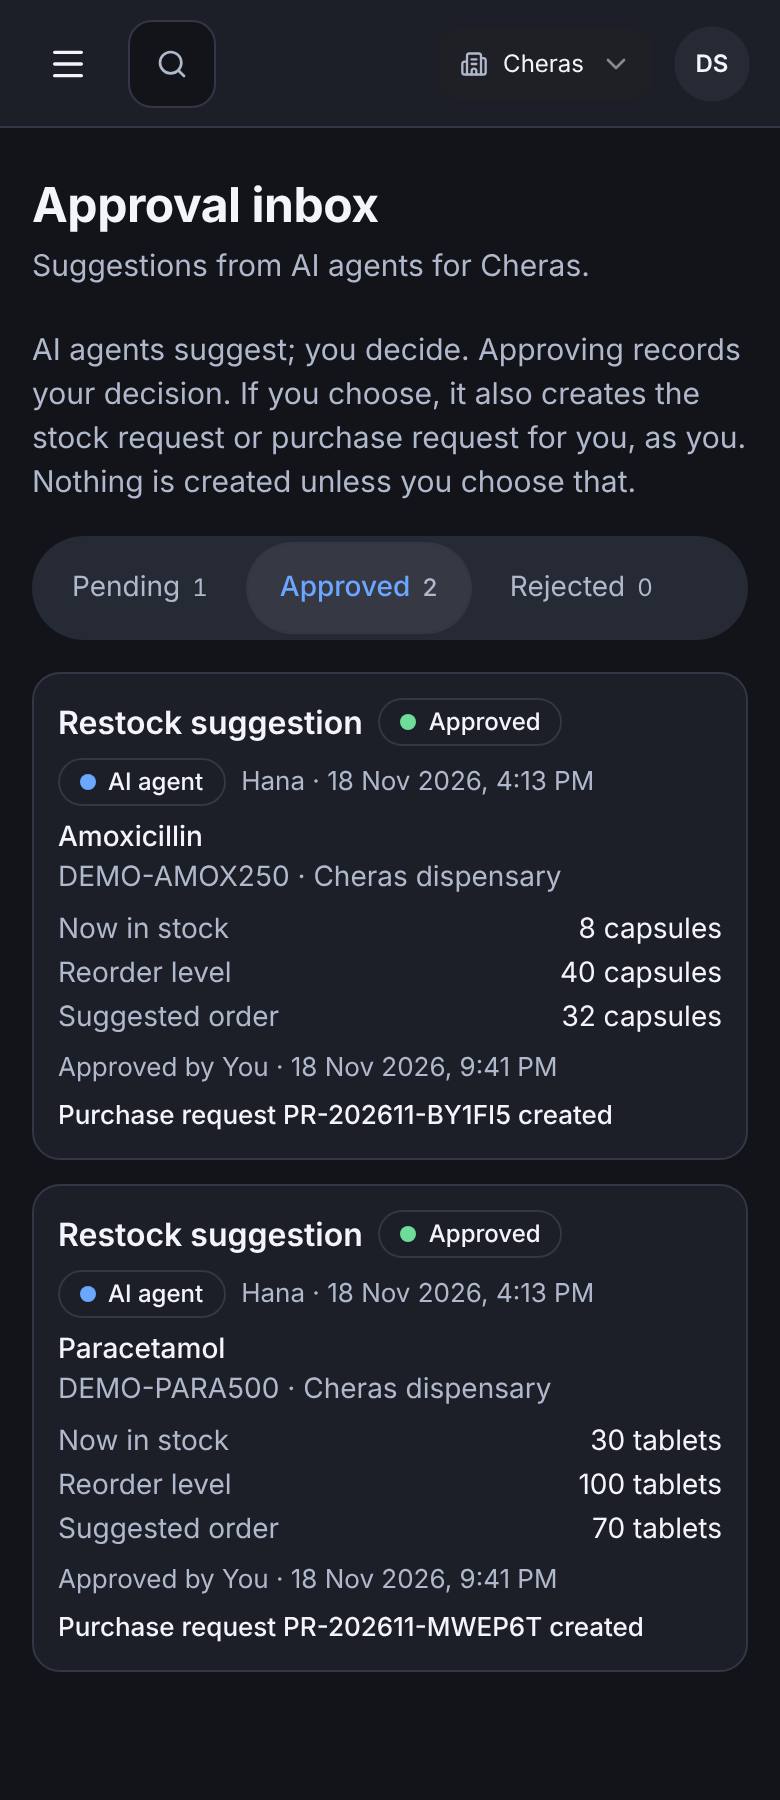 Cheras
DS
Approval inbox
Suggestions from AI agents for Cheras.
AI agents suggest; you decide. Approving records
your decision. If you choose, it also creates the
stock request or purchase request for you, as you.
Nothing is created unless you choose that.
Pending 1 Approved 2 Rejected 0
Restock suggestion Approved
AI agent Hana · 18 Nov 2026, 4:13 PM
Amoxicillin
DEMO-AMOX250 · Cheras dispensary
Now in stock 8 capsules
Reorder level 40 capsules
Suggested order 32 capsules
Approved by You · 18 Nov 2026, 9:41 PM
Purchase request PR-202611-BY1FI5 created
Restock suggestion Approved
AI agent Hana · 18 Nov 2026, 4:13 PM
Paracetamol
DEMO-PARA500 · Cheras dispensary
Now in stock 30 tablets
Reorder level 100 tablets
Suggested order 70 tablets
Approved by You · 18 Nov 2026, 9:41 PM
Purchase request PR-202611-MWEP6T created